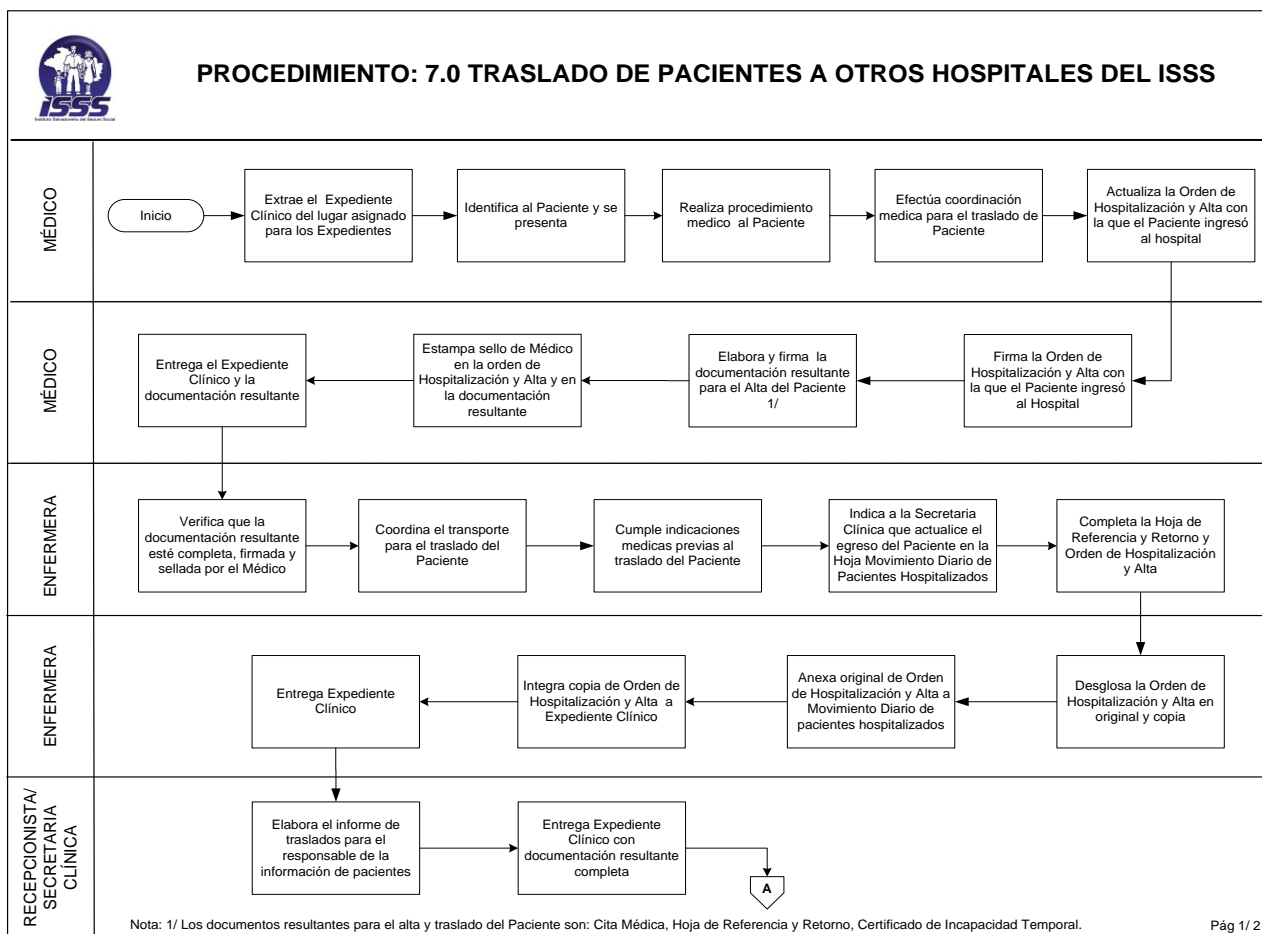 ISSS
Instituto Salvadoreño del Seguro Social
PROCEDIMIENTO: 7.0 TRASLADO DE PACIENTES A OTROS HOSPITALES DEL ISSS
MÉDICO
Inicio
Extrae el Expediente
Clínico del lugar asignado
para los Expedientes
Identifica al Paciente y se
presenta
Realiza procedimiento
medico al Paciente
Efectúa coordinación
medica para el traslado de
Paciente
Actualiza la Orden de
Hospitalización y Alta con
la que el Paciente ingresó
al hospital
MÉDICO
Firma la Orden de
Hospitalización y Alta con
la que el Paciente ingresó
al Hospital
Elabora y firma la
documentación resultante
para el Alta del Paciente
1/
Estampa sello de Médico
en la orden de
Hospitalización y Alta y en
la documentación
resultante
Entrega el Expediente
Clínico y la
documentación resultante
ENFERMERA
Verifica que la
documentación resultante
esté completa, firmada y
sellada por el Médico
Coordina el transporte
para el traslado del
Paciente
Cumple indicaciones
medicas previas al
traslado del Paciente
Indica a la Secretaria
Clínica que actualice el
egreso del Paciente en la
Hoja Movimiento Diario de
Pacientes Hospitalizados
Completa la Hoja de
Referencia y Retorno y
Orden de Hospitalización
y Alta
ENFERMERA
Desglosa la Orden de
Hospitalización y Alta en
original y copia
Anexa original de Orden
de Hospitalización y Alta a
Movimiento Diario de
pacientes hospitalizados
Integra copia de Orden de
Hospitalización y Alta a
Expediente Clínico
Entrega Expediente
Clínico
RECEPCIONISTA/
SECRETARIA
CLÍNICA
Elabora el informe de
traslados para el
responsable de la
información de pacientes
Entrega Expediente
Clínico con
documentación resultante
completa
A
Nota: 1/ Los documentos resultantes para el alta y traslado del Paciente son: Cita Médica, Hoja de Referencia y Retorno, Certificado de Incapacidad Temporal.
Pág 1/ 2